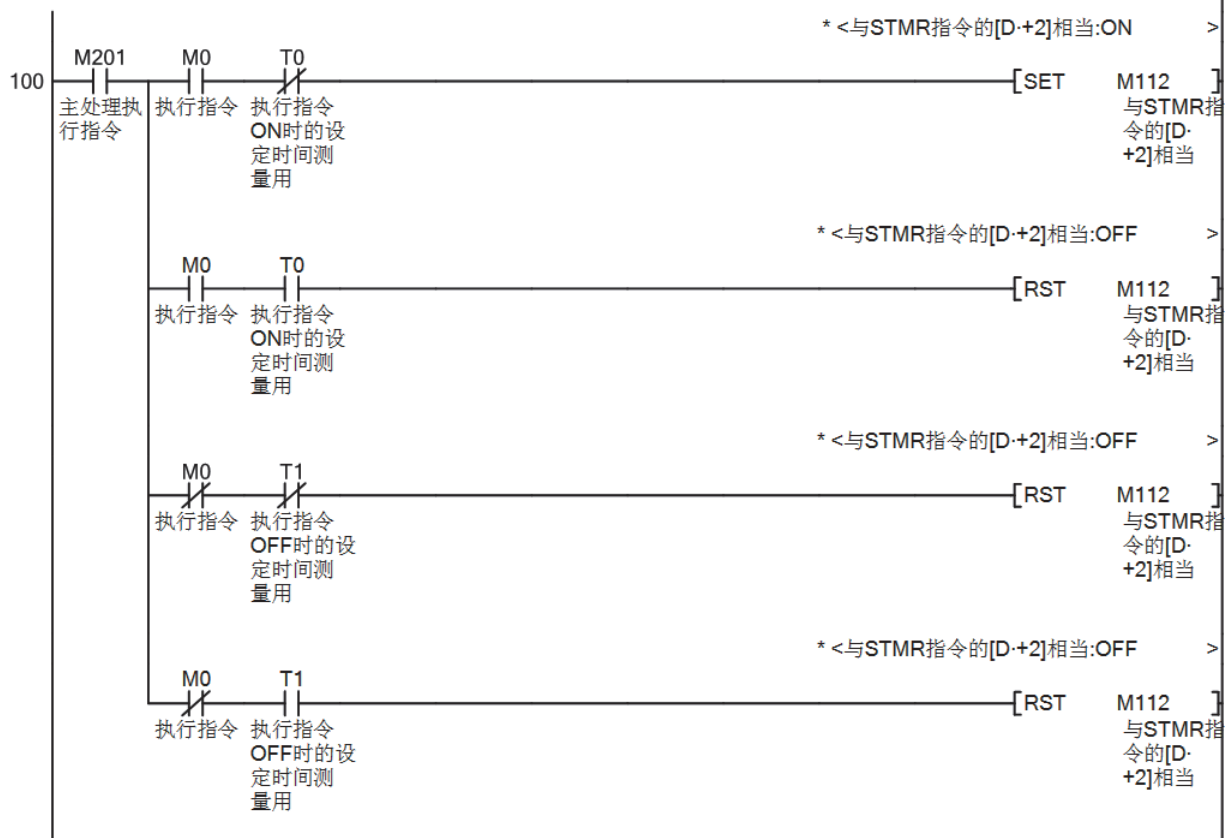 * <与STMR指令的[D·+2]相当:ON >
M201 M0 T0
100 [SET M112 ]
主处理执 执行指令 执行指令 与STMR指
行指令 ON时的设 令的[D·
定时间测 +2]相当
量用
* <与STMR指令的[D·+2]相当:OFF >
M0 T0
[RST M112 ]
执行指令 执行指令 与STMR指
ON时的设 令的[D·
定时间测 +2]相当
量用
* <与STMR指令的[D·+2]相当:OFF >
M0 T1
[RST M112 ]
执行指令 执行指令 与STMR指
OFF时的设 令的[D·
定时间测 +2]相当
量用
* <与STMR指令的[D·+2]相当:OFF >
M0 T1
[RST M112 ]
执行指令 执行指令 与STMR指
OFF时的设 令的[D·
定时间测 +2]相当
量用